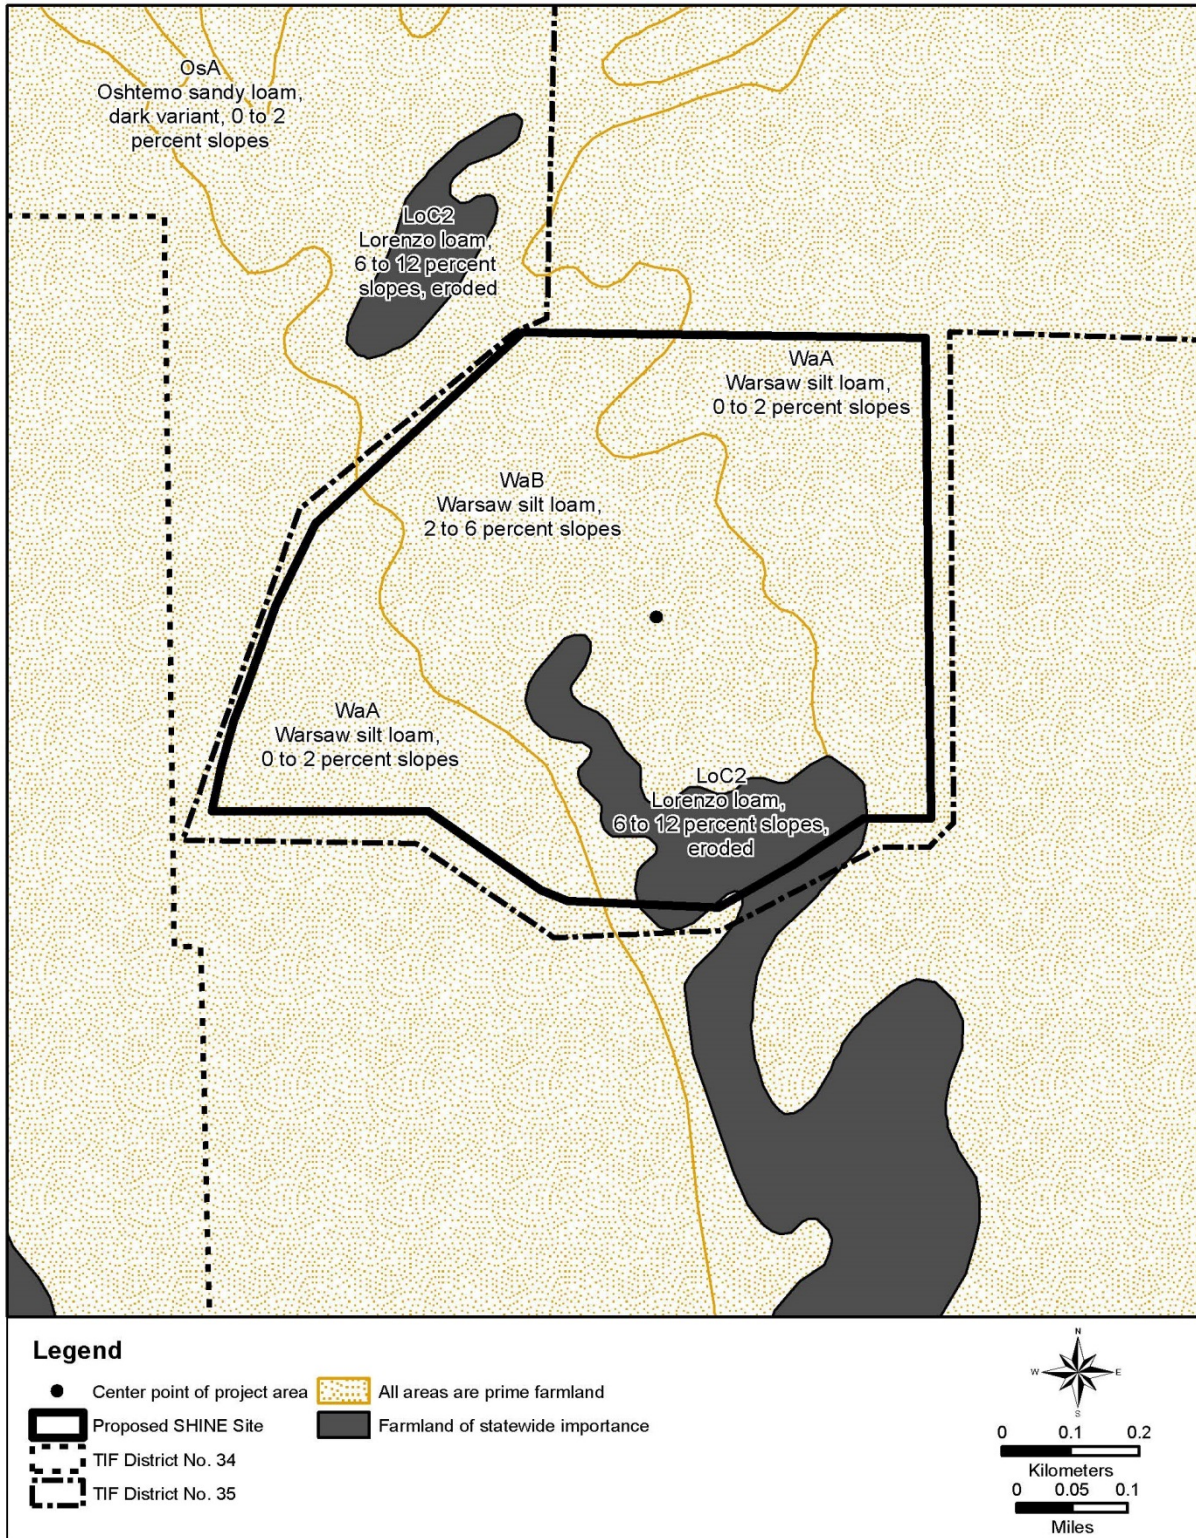 OsA
Oshtemo sandy loam,
dark variant, 0 to 2
percent slopes
LoC2
Lorenzo loam,
6 to 12 percent
slopes, eroded
WaA
Warsaw silt loam,
0 to 2 percent slopes
WaB
Warsaw silt loam,
2 to 6 percent slopes
WaA
Warsaw silt loam,
0 to 2 percent slopes
LoC2
Lorenzo loam,
6 to 12 percent slopes,
eroded
Legend
Center point of project area
All areas are prime farmland
Proposed SHINE Site
Farmland of statewide importance
TIF District No. 34
TIF District No. 35
N
W E
S
0 0.1 0.2
Kilometers
0 0.05 0.1
Miles